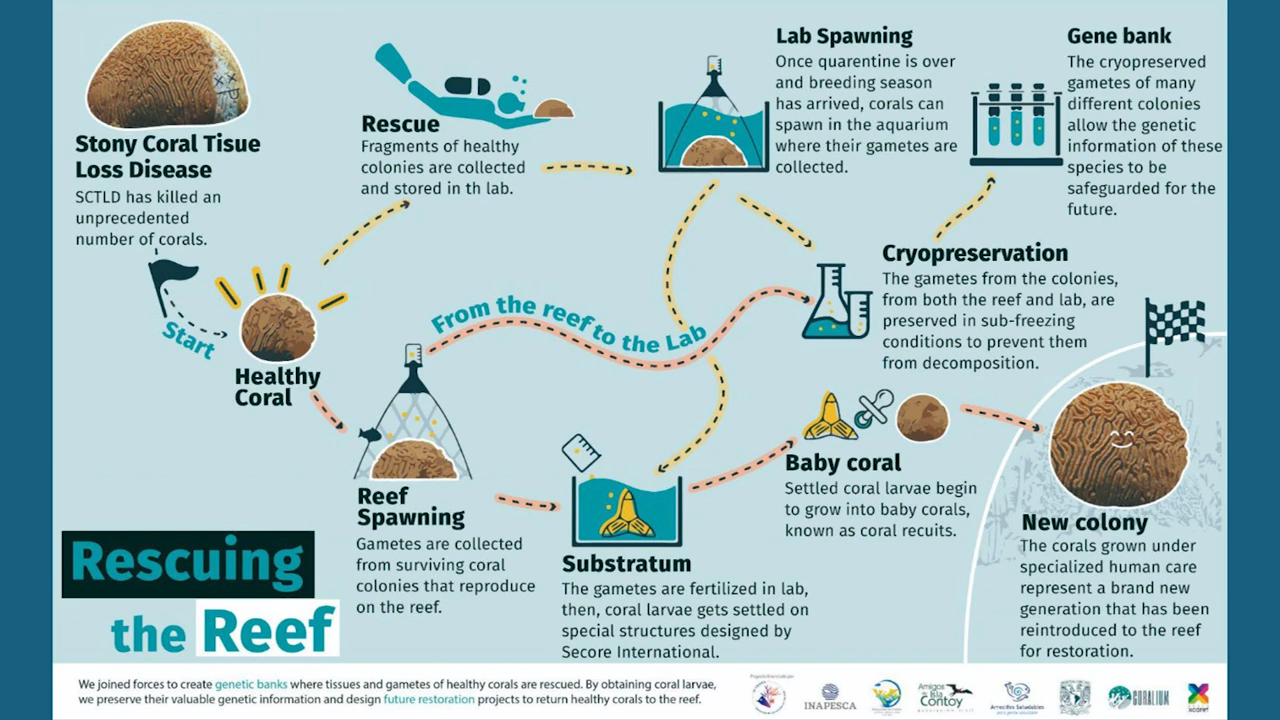 Stony Coral Tisue
Loss Disease
SCTLD has killed an
unprecedented
number of corals.
Start
Healthy
Coral
Rescue
Fragments of healthy
colonies are collected
and stored in th lab.
Lab Spawning
Once quarentine is over
and breeding season
has arrived, corals can
spawn in the aquarium
where their gametes are
collected.
Gene bank
The cryopreserved
gametes of many
different colonies
allow the genetic
information of these
species to be
safeguarded for the
future.
Cryopreservation
The gametes from the colonies,
from both the reef and lab, are
preserved in sub-freezing
conditions to prevent them
from decomposition.
From the reef to the Lab
Reef
Spawning
Gametes are collected
from surviving coral
colonies that reproduce
on the reef.
Substratum
The gametes are fertilized in lab,
then, coral larvae gets settled on
special structures designed by
Secore International.
Baby coral
Settled coral larvae begin
to grow into baby corals,
known as coral recuits.
New colony
The corals grown under
specialized human care
represent a brand new
generation that has been
reintroduced to the reef
for restoration.
Rescuing
the Reef
We joined forces to create genetic banks where tissues and gametes of healthy corals are rescued. By obtaining coral larvae,
we preserve their valuable genetic information and design future restoration projects to return healthy corals to the reef.
INAPESCA
Amigos
de Isla
Contoy
Arrecifes Saludables
CORALIUM
xcaret